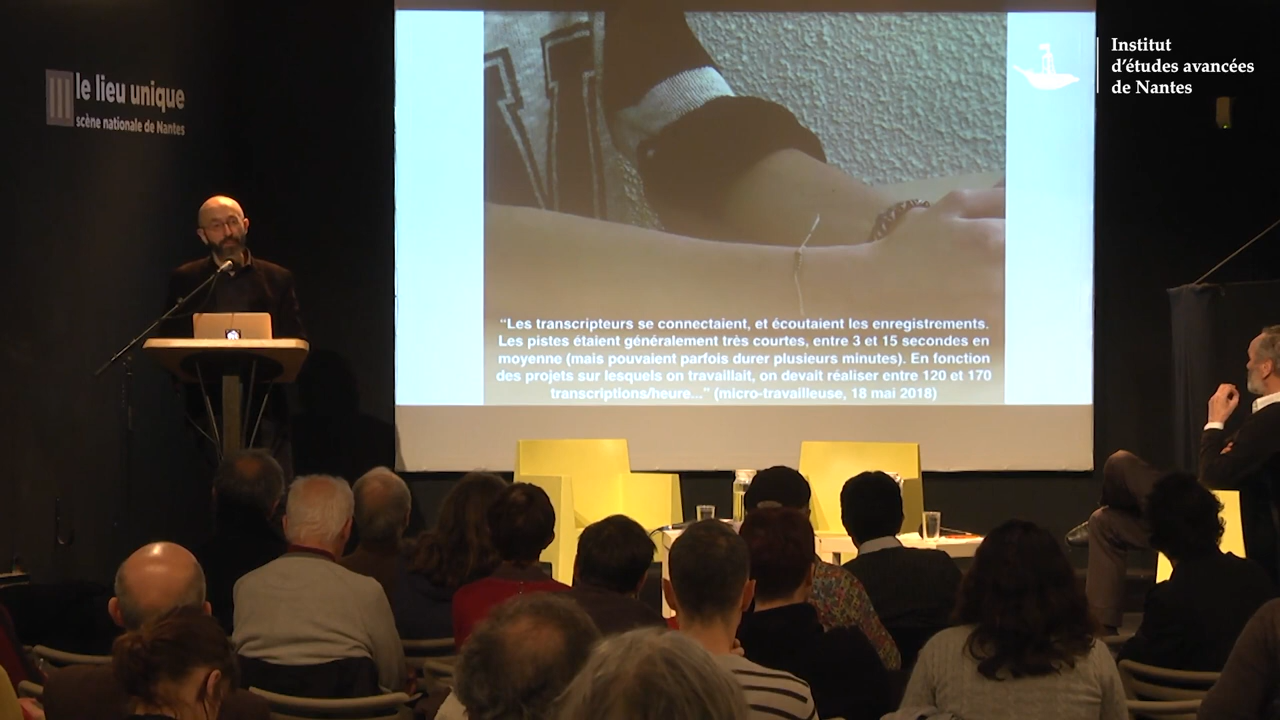 le lieu unique
scène nationale de Nantes
Institut
d'études avancées
de Nantes
“Les transcripteurs se connectaient, et écoutaient les enregistrements.
Les pistes étaient généralement très courtes, entre 3 et 15 secondes en
moyenne (mais pouvaient parfois durer plusieurs minutes). En fonction
des projets sur lesquels on travaillait, on devait réaliser entre 120 et 170
transcriptions/heure...” (micro-travailleuse, 18 mai 2018)